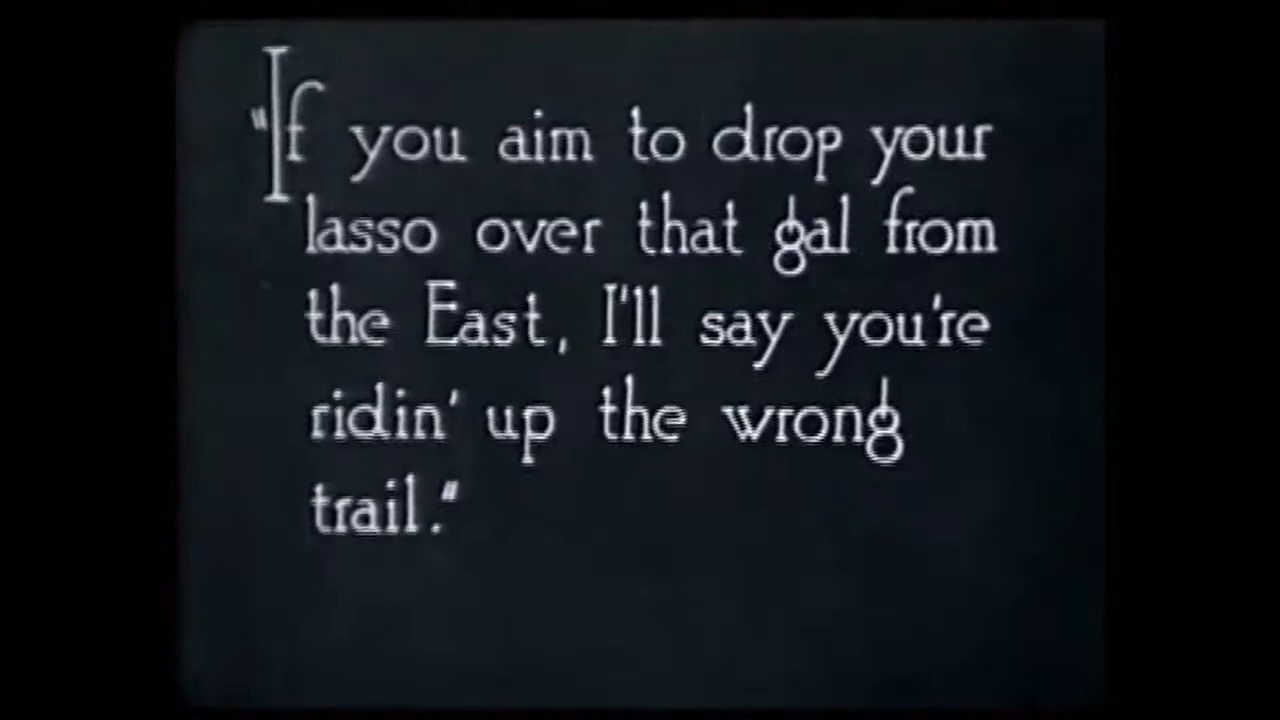 "If you aim to drop your
lasso over that gal from
the East, I'll say you're
ridin' up the wrong
trail."